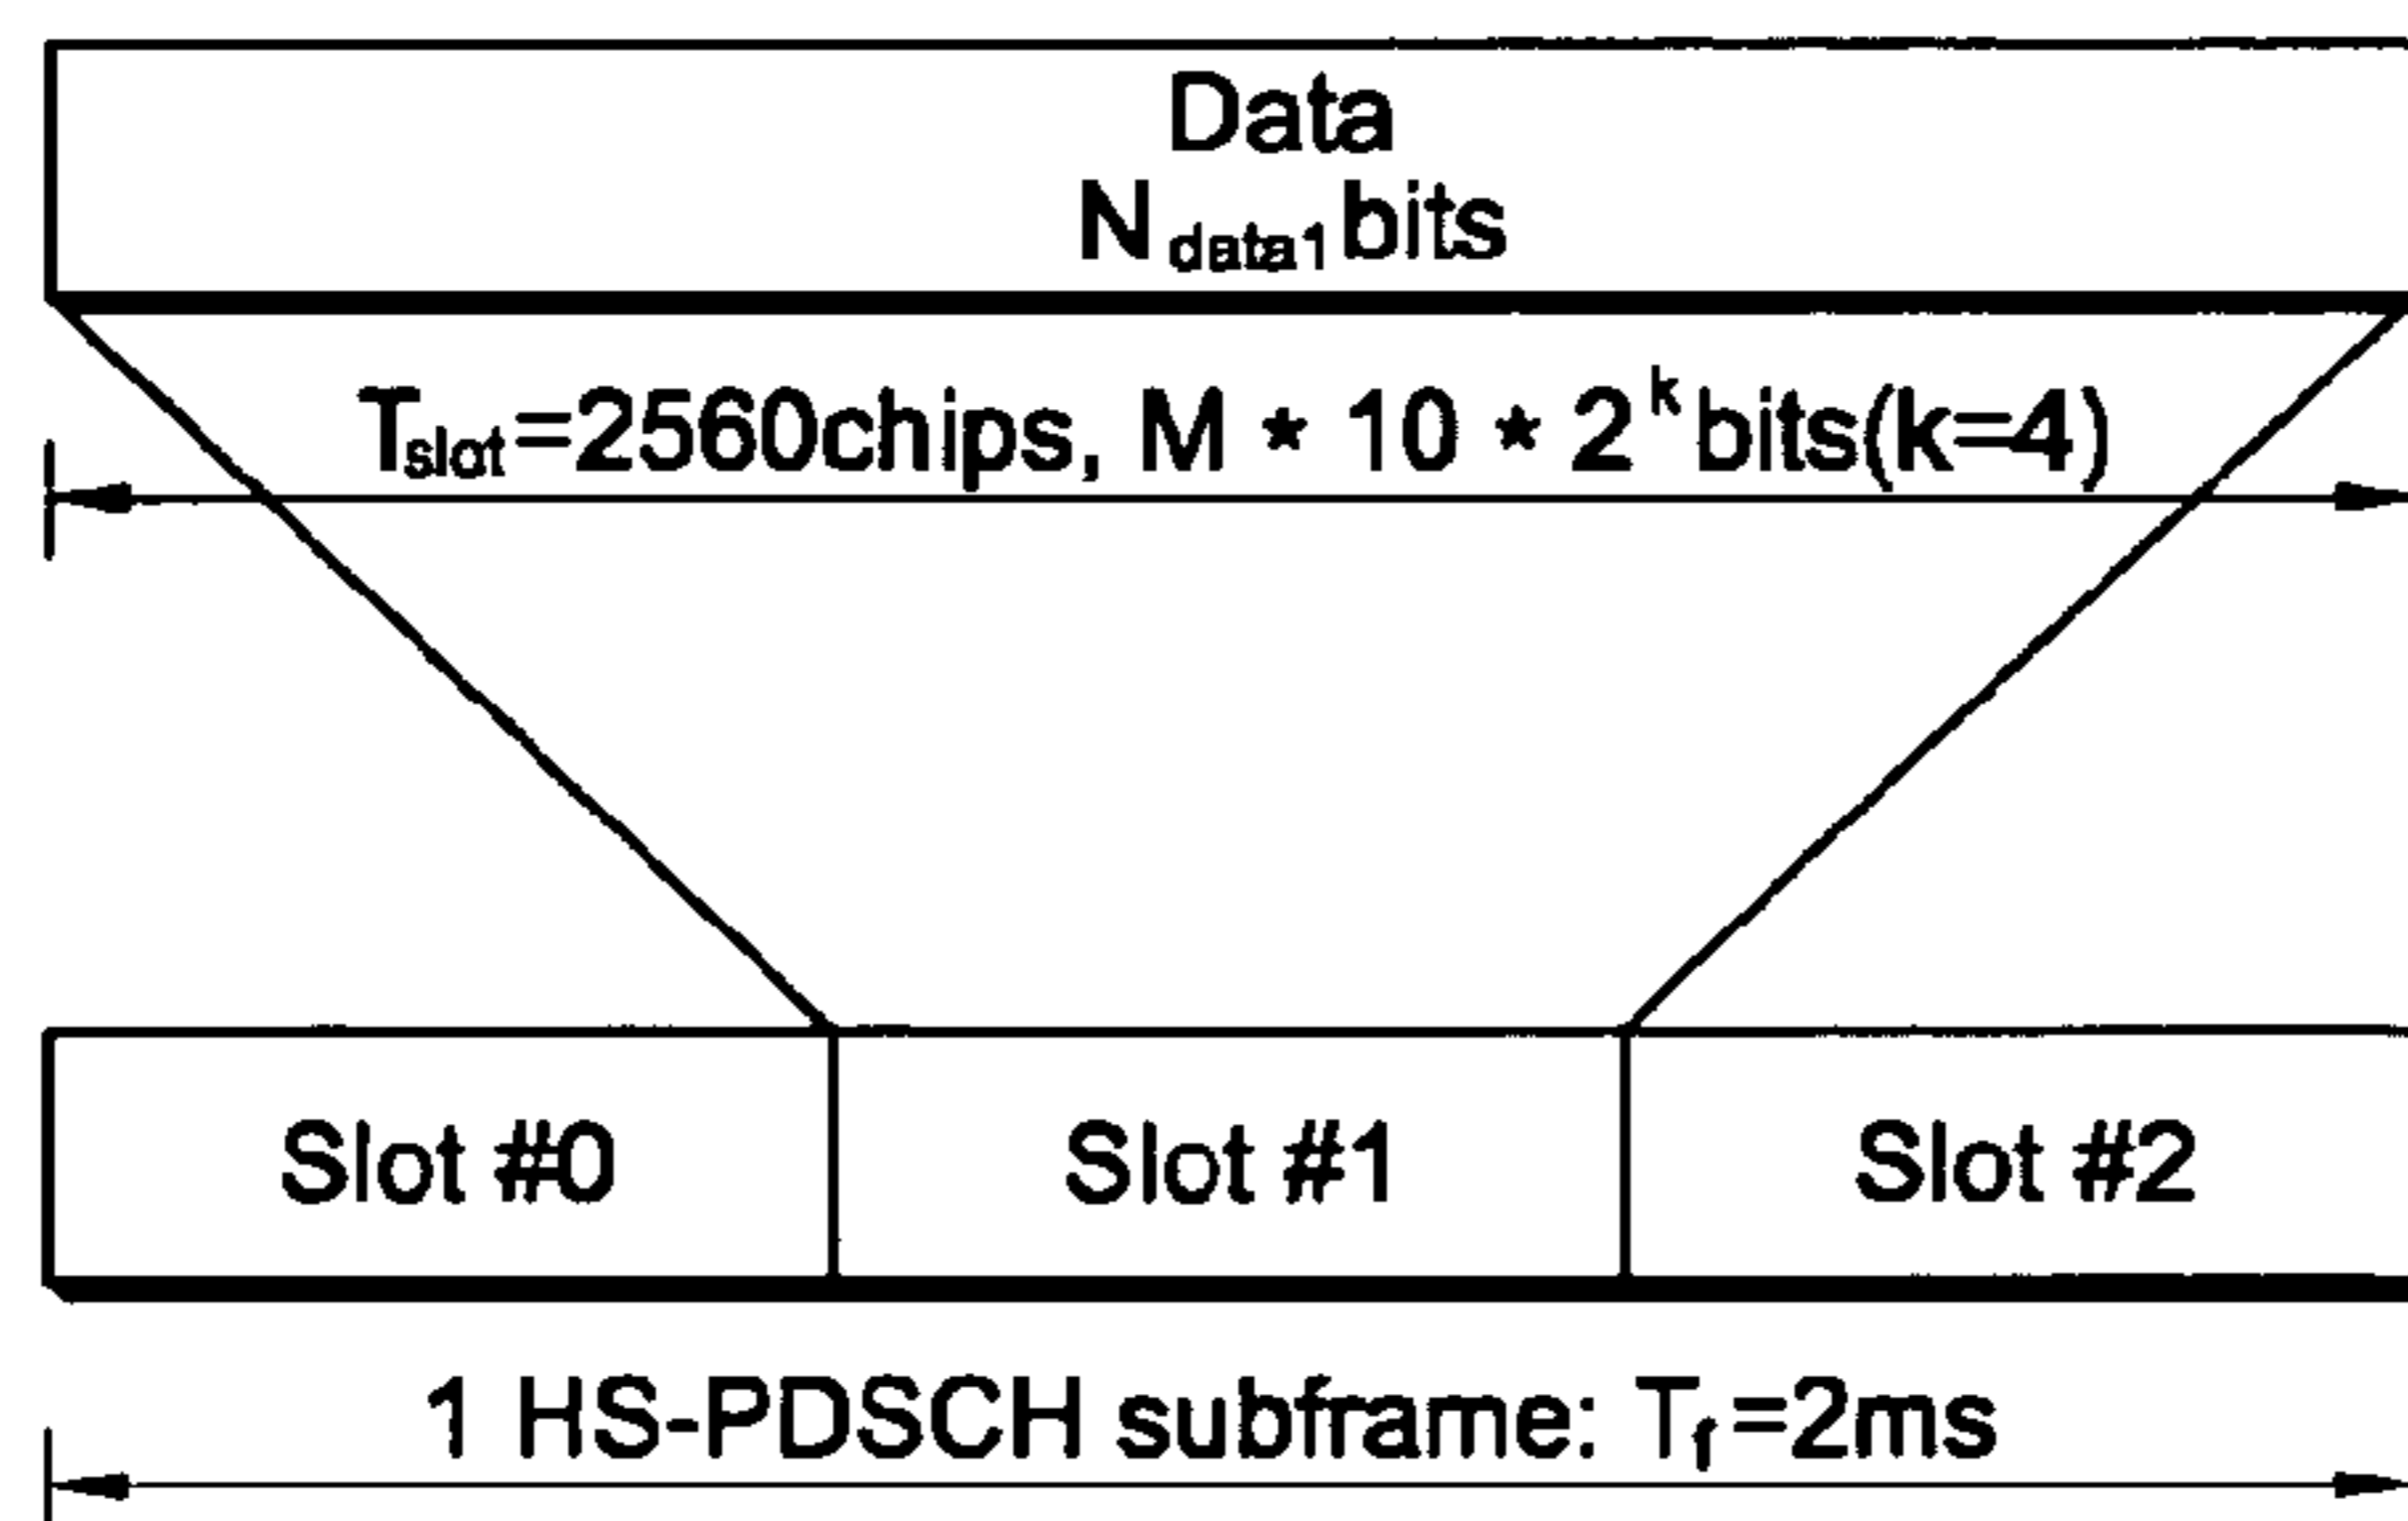 Data
N data1 bits
Tslot=2560chips, M * 10 * 2^k bits(k=4)
Slot #0 Slot #1 Slot #2
1 HS-PDSCH subframe: Tf=2ms